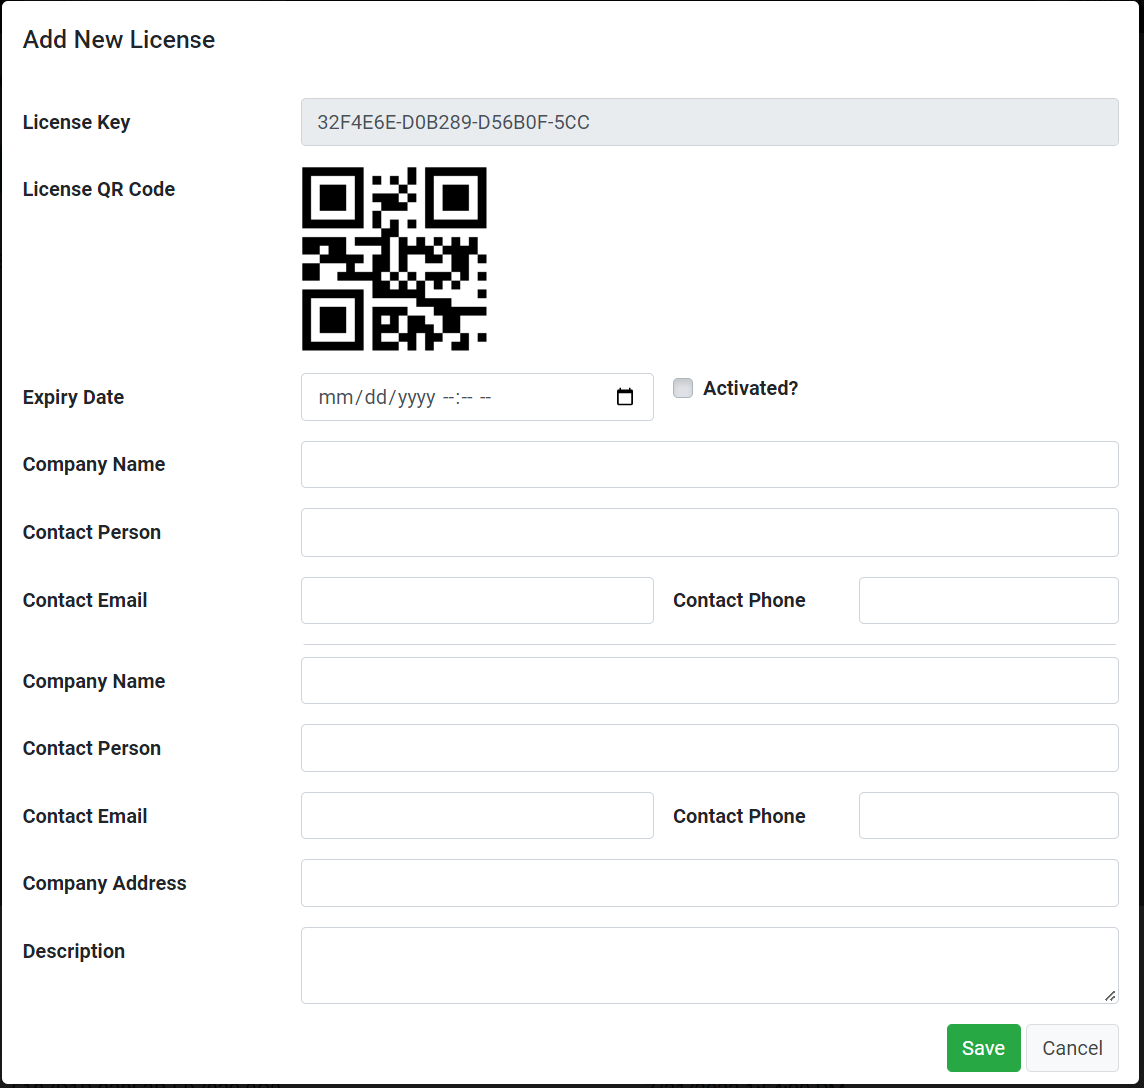 Add New License
License Key 32F4E6E-D0B289-D56B0F-5CC
License QR Code
Expiry Date mm/dd/yyyy --:-- -- Activated?
Company Name
Contact Person
Contact Email Contact Phone
Company Name
Contact Person
Contact Email Contact Phone
Company Address
Description
Save Cancel